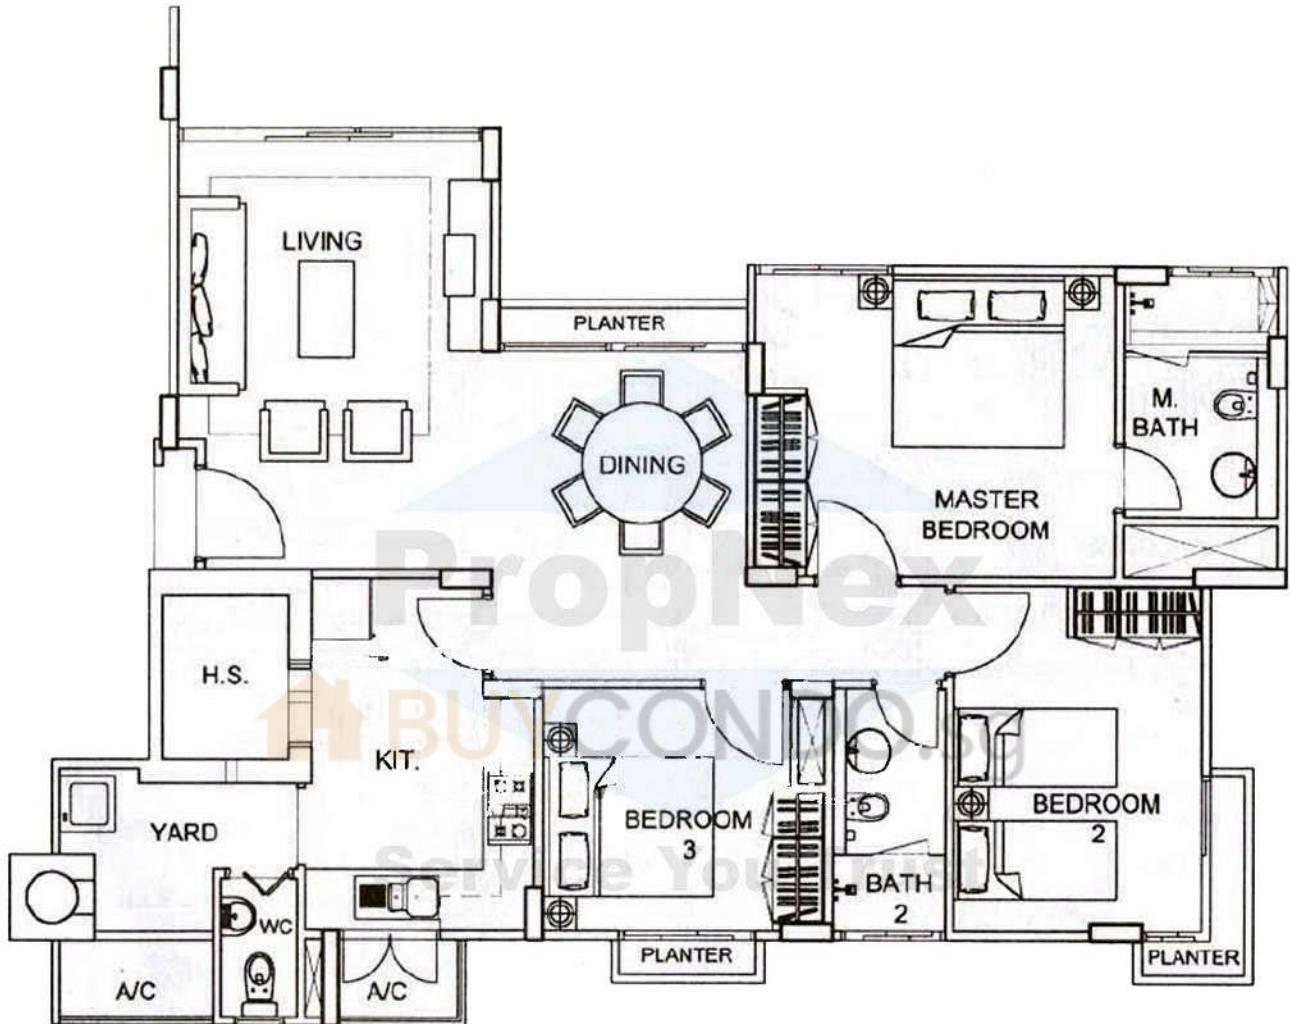 LIVING
PLANTER
DINING
M.
BATH
MASTER
BEDROOM
PropNex
H.S.
BUYCONDO.sg
KIT.
YARD
BEDROOM
3
BEDROOM
2
Service You Trust
BATH
2
WC
A/C
A/C
PLANTER
PLANTER